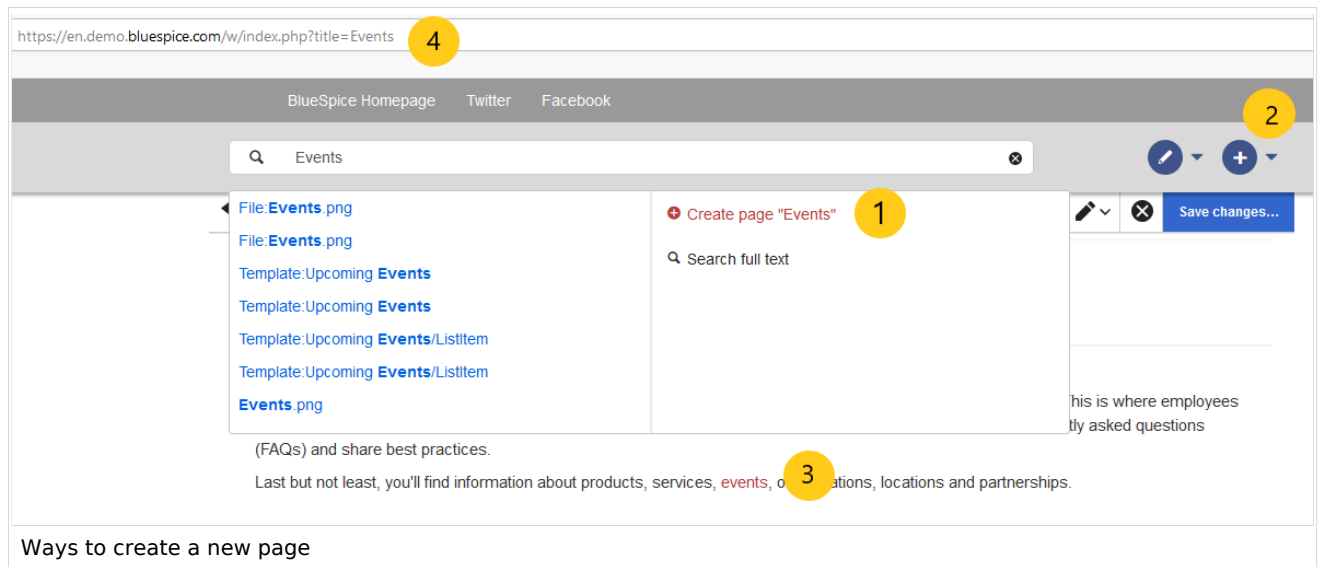 https://en.demo.bluespice.com/w/index.php?title=Events
4
BlueSpice Homepage Twitter Facebook
2
Events
File:Events.png
Create page "Events"
1
Save changes...
File:Events.png
Search full text
Template:Upcoming Events
Template:Upcoming Events
Template:Upcoming Events/ListItem
Template:Upcoming Events/ListItem
Events.png
is where employees
asked questions
(FAQs) and share best practices.
3
Last but not least, you'll find information about products, services, events, locations and partnerships.
Ways to create a new page